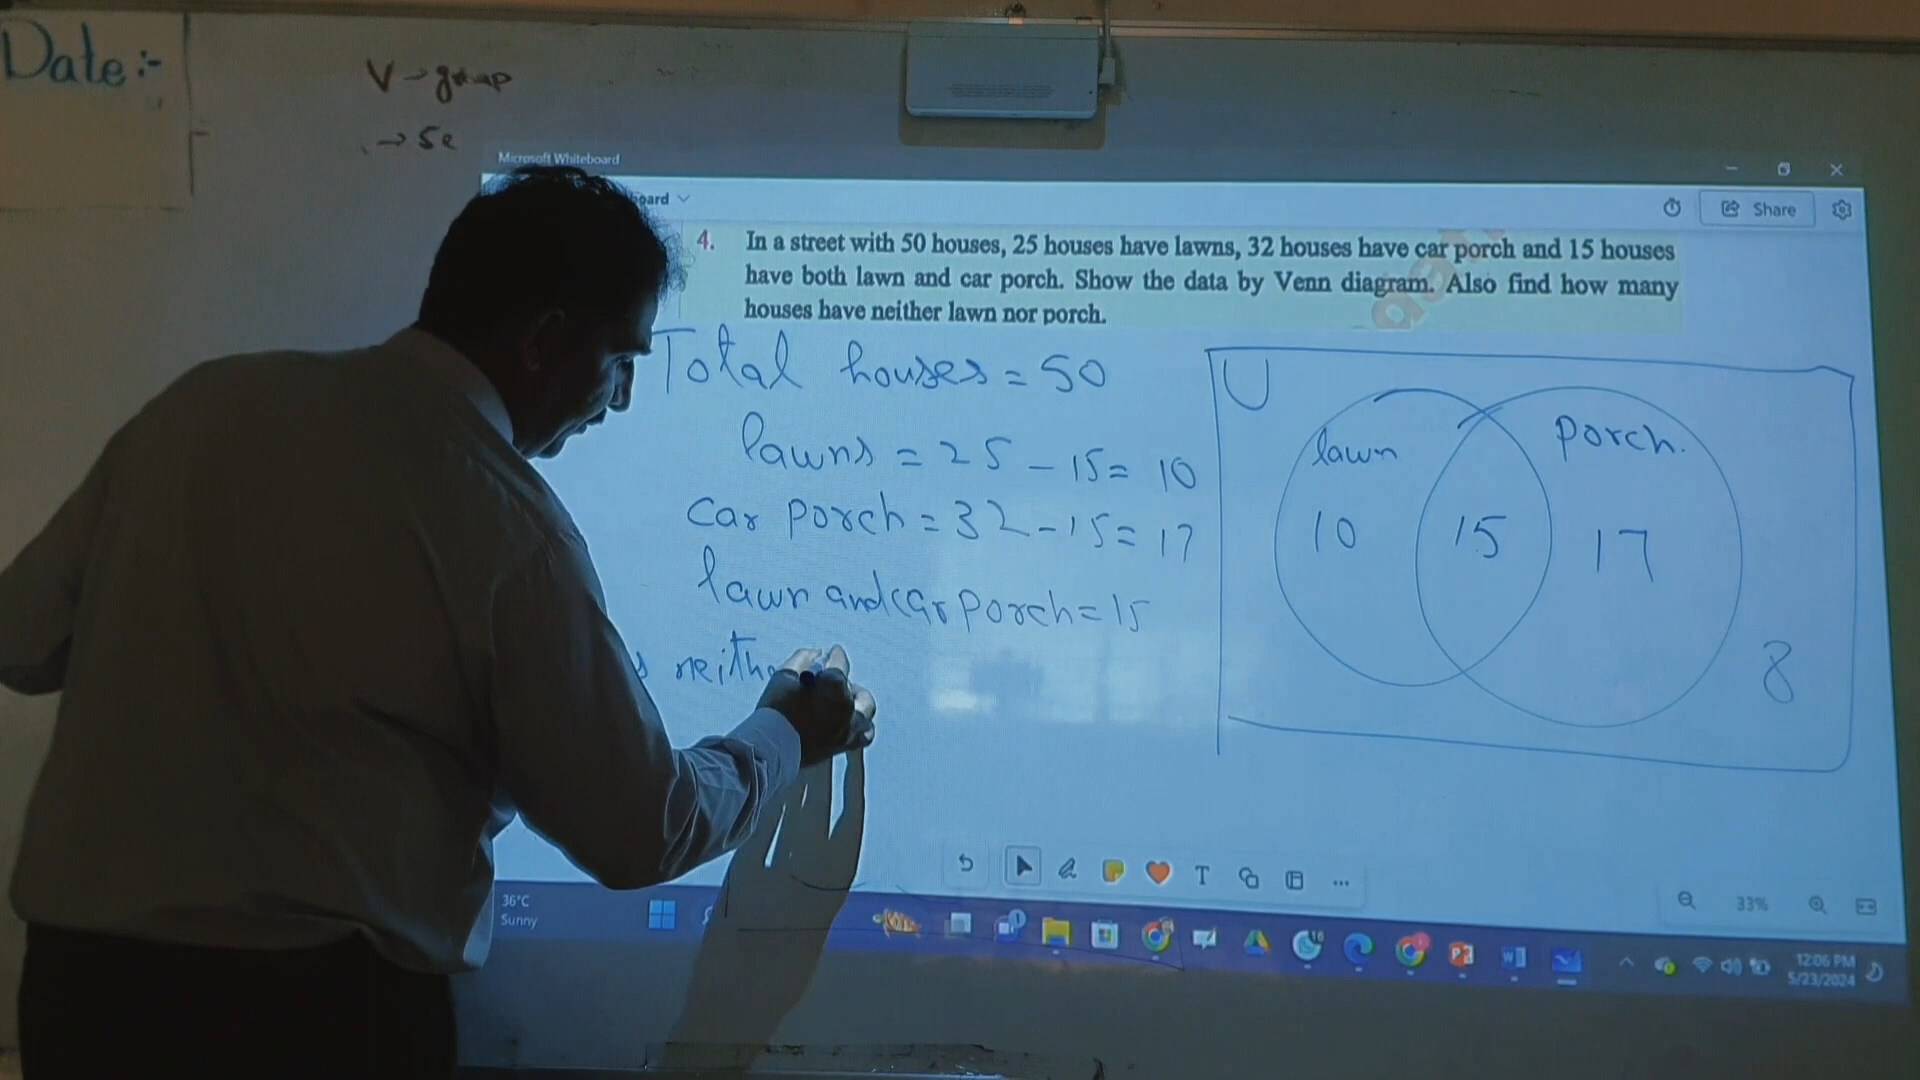 Date:-
V→group
→ Se
Microsoft Whiteboard
board
Share
4. In a street with 50 houses, 25 houses have lawns, 32 houses have car porch and 15 houses
have both lawn and car porch. Show the data by Venn diagram. Also find how many
houses have neither lawn nor porch.
Total houses = 50
lawns = 25 - 15 = 10
Car porch = 32 - 15 = 17
lawn and car porch = 15
s neithe
U
lawn
porch.
10
15
17
8
T
33%
36°C
Sunny
12:06 PM
5/23/2024